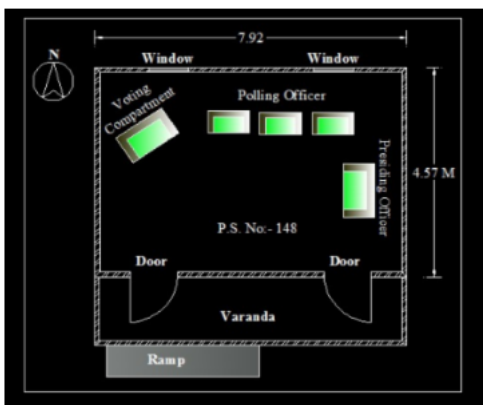 7.92
N
Window
Window
Voting
Compartment
Polling Officer
Presiding Officer
4.57 M
P.S. No:- 148
Door
Door
Varanda
Ramp